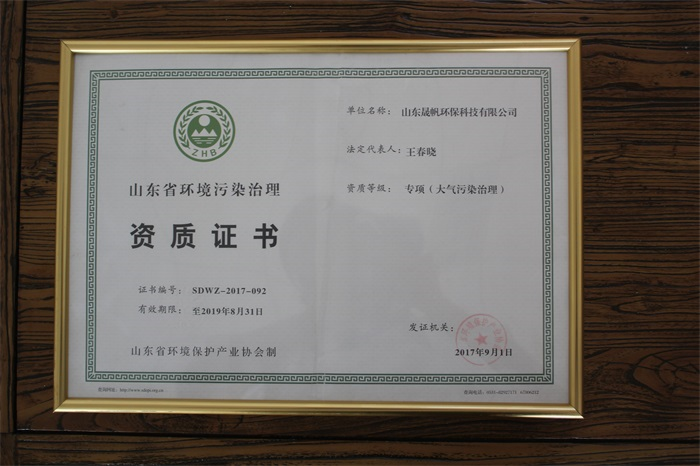 ZHB
山东省环境污染治理
资质证书
证书编号： SDWZ-2017-092
有效期限： 至2019年8月31日
山东省环境保护产业协会制
单位名称： 山东晟帆环保科技有限公司
法定代表人：王春晓
资质等级： 专项（大气污染治理）
发证机关：
2017年9月1日